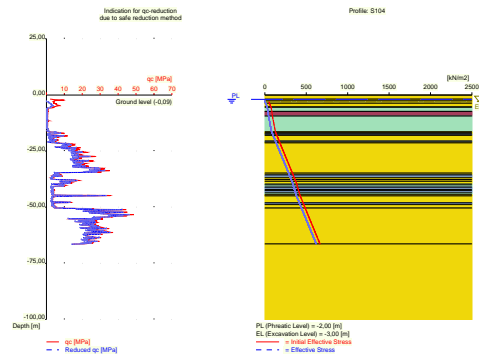 Indication for qc-reduction
due to safe reduction method
25,00
qc [MPa]
0,00
10 20 30 40 50 60 70
Ground level (-0,09)
-25,00
-50,00
-75,00
-100,00
Depth [m]
qc [MPa]
Reduced qc [MPa]
Profile: S104
[kN/m2]
0 500 1000 1500 2000 2500
PL
E
PL (Phreatic Level) = -2,00 [m]
EL (Excavation Level) = -3,00 [m]
= Initial Effective Stress
= Effective Stress